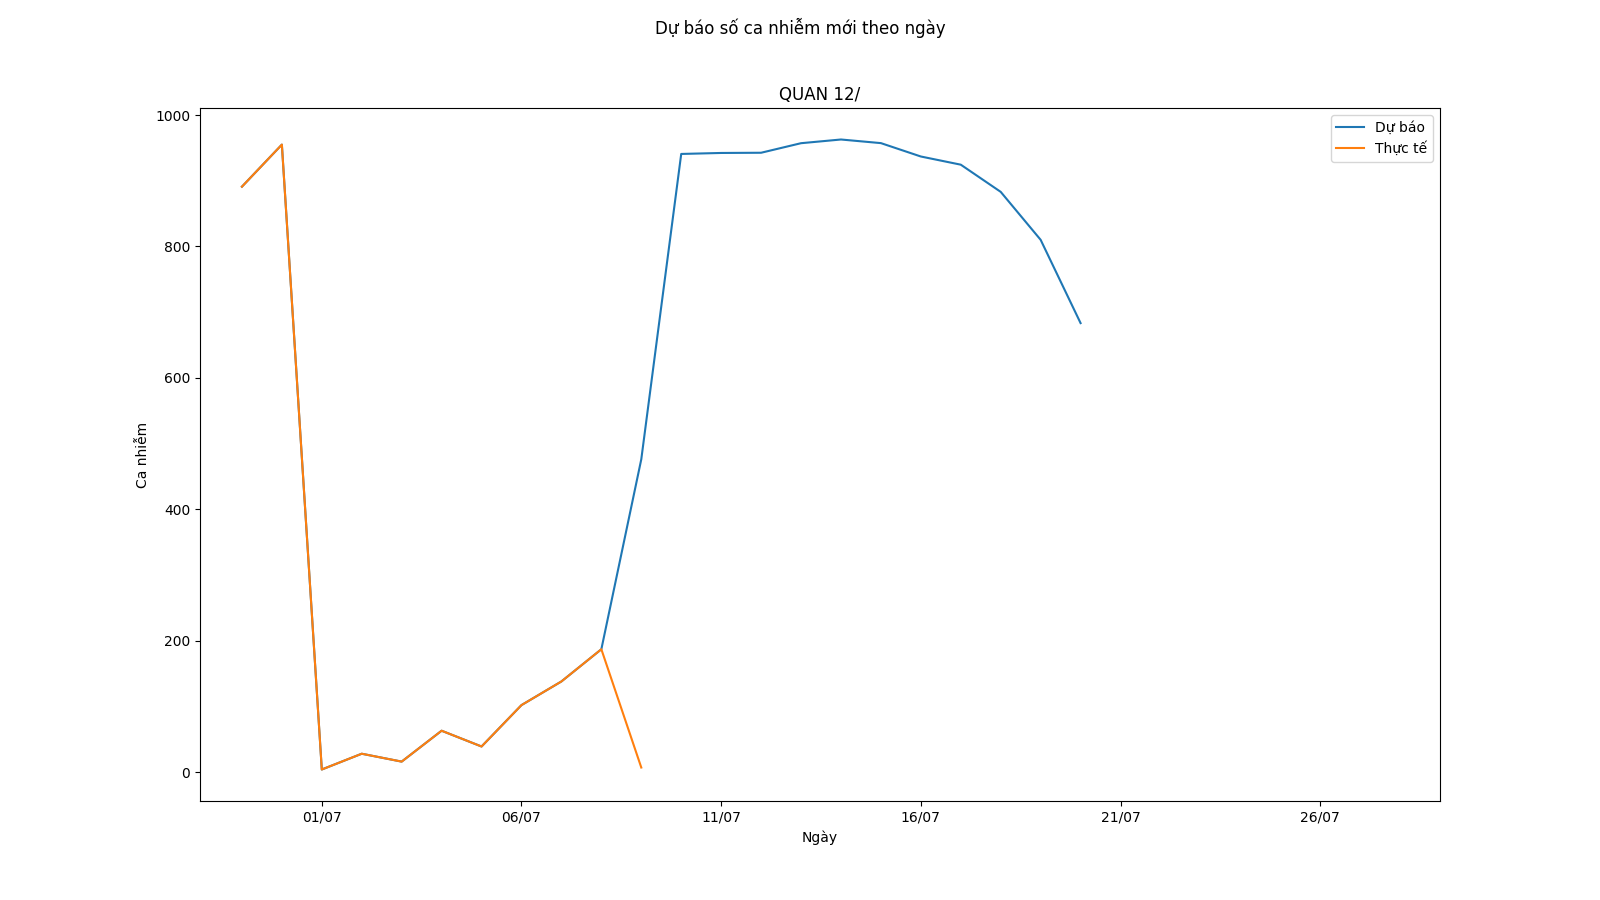 Dự báo số ca nhiễm mới theo ngày
QUAN 12/
Dự báo
Thực tế
1000
800
600
400
200
0
Ca nhiễm
01/07
06/07
11/07
16/07
21/07
26/07
Ngày